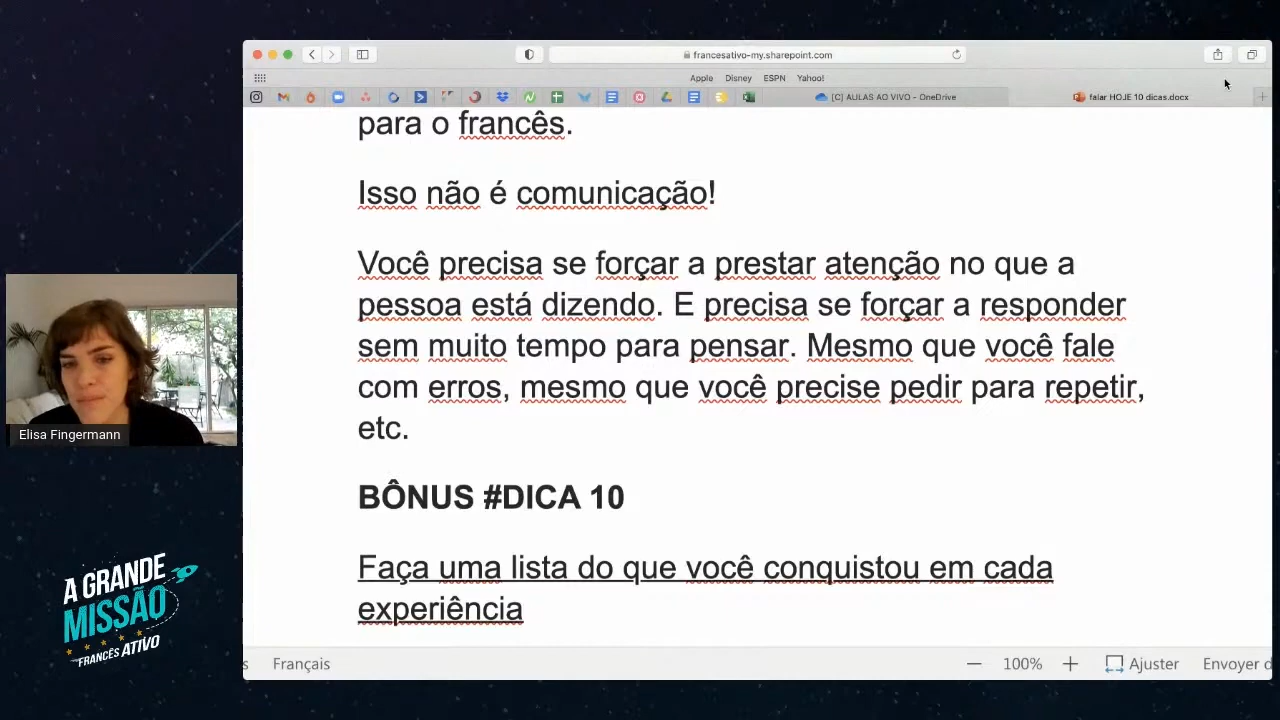 francesativo-my.sharepoint.com
Apple Disney ESPN Yahoo!
[C] AULAS AO VIVO - OneDrive
falar HOJE 10 dicas.docx
para o francês.
Isso não é comunicação!
Você precisa se forçar a prestar atenção no que a
pessoa está dizendo. E precisa se forçar a responder
sem muito tempo para pensar. Mesmo que você fale
com erros, mesmo que você precise pedir para repetir,
etc.
BÔNUS #DICA 10
Faça uma lista do que você conquistou em cada
experiência
s Français
100% Ajuster Envoyer d
Elisa Fingermann
A GRANDE
MISSÃO
FRANCÊS ATIVO